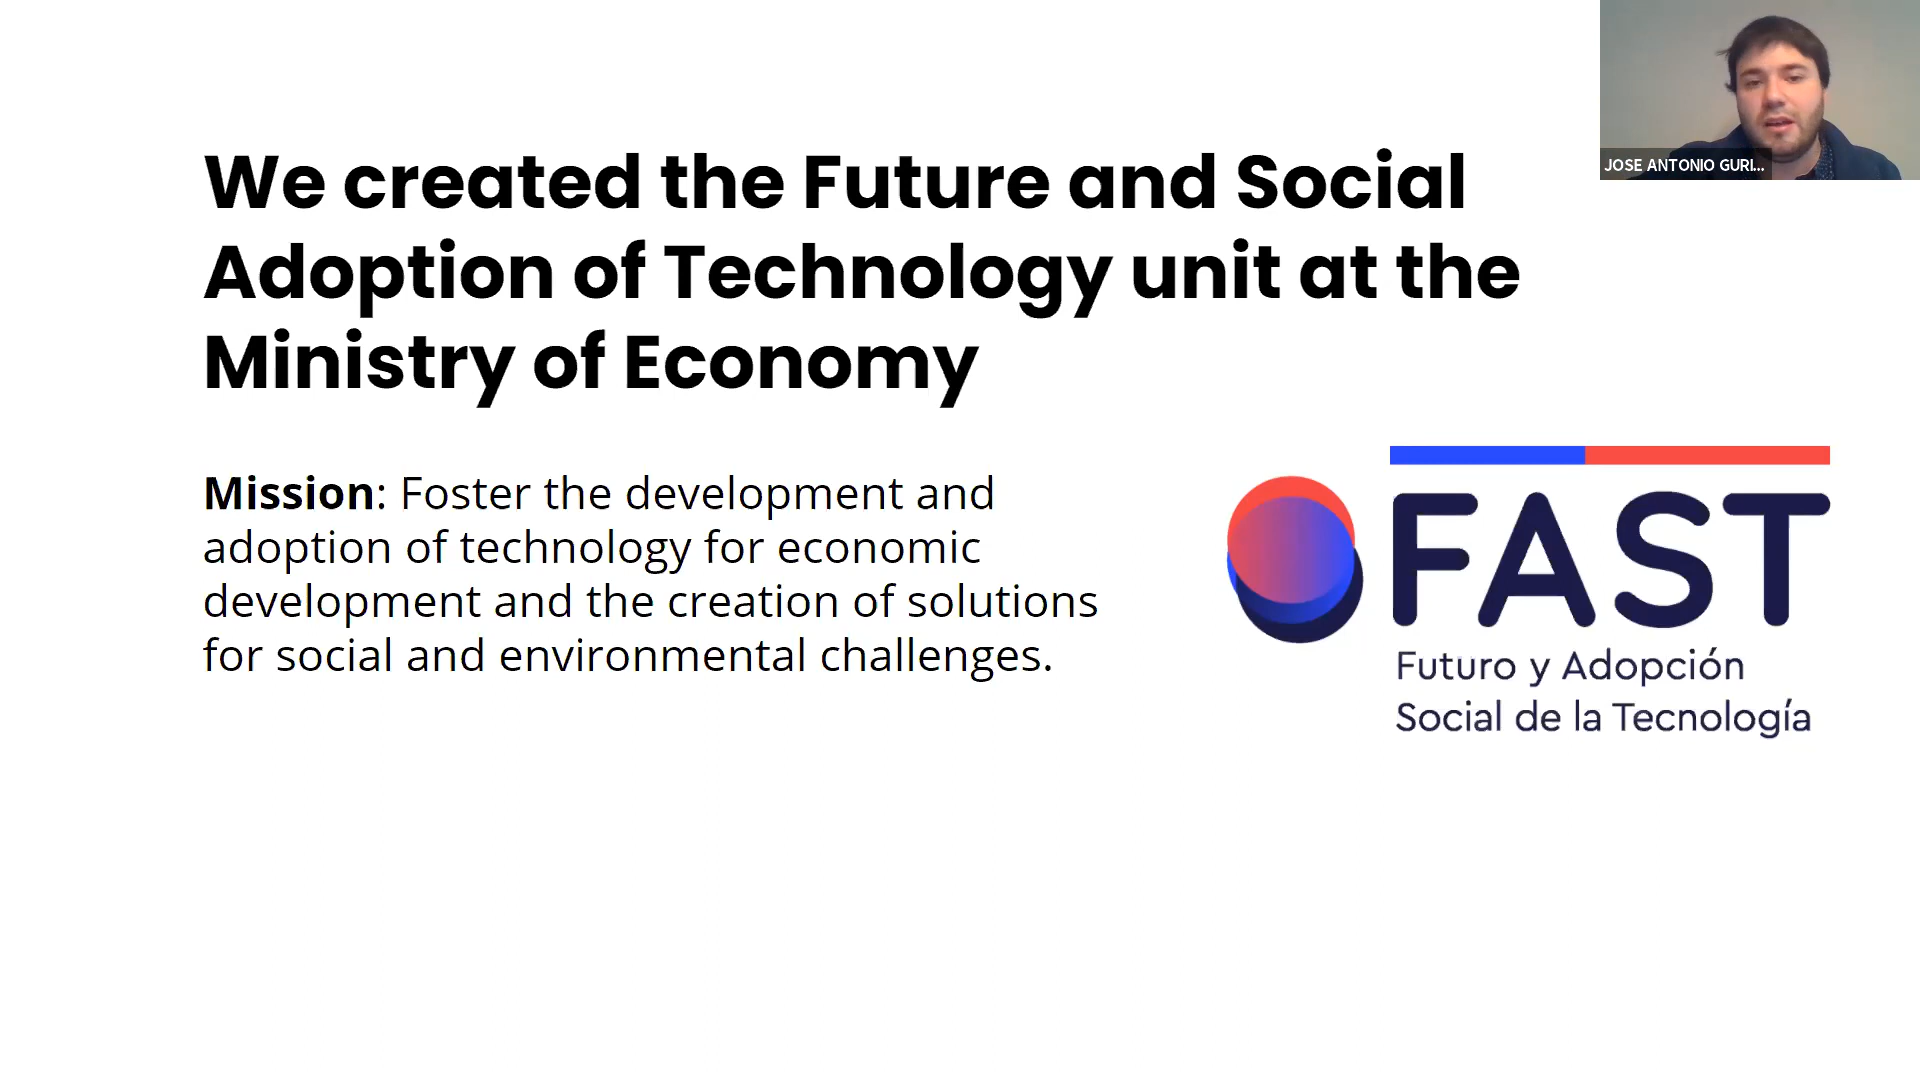 We created the Future and Social
Adoption of Technology unit at the
Ministry of Economy
Mission: Foster the development and
adoption of technology for economic
development and the creation of solutions
for social and environmental challenges.
FAST
Futuro y Adopción
Social de la Tecnología
JOSE ANTONIO GURI...